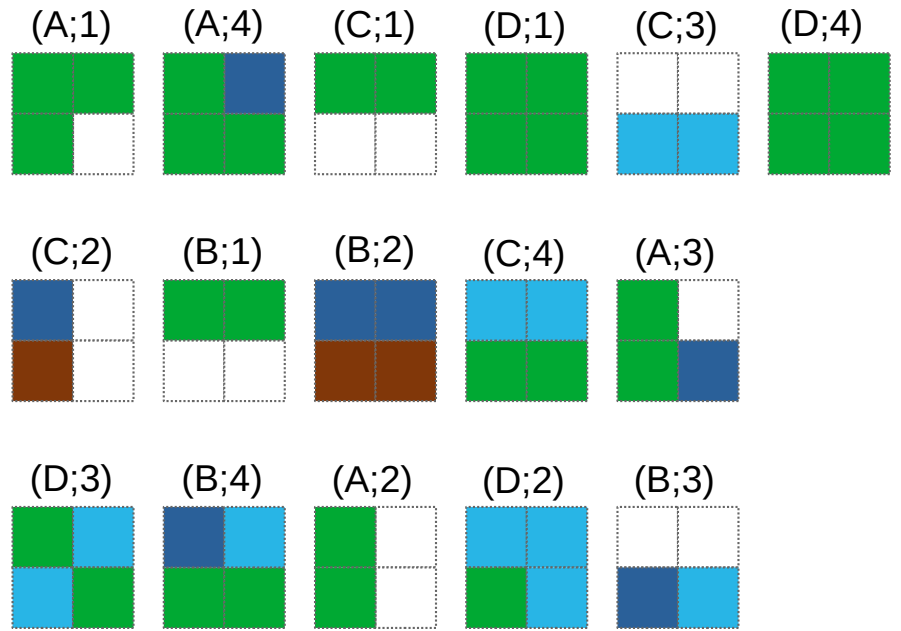 (A;1) (A;4) (C;1) (D;1) (C;3) (D;4)
(C;2) (B;1) (B;2) (C;4) (A;3)
(D;3) (B;4) (A;2) (D;2) (B;3)